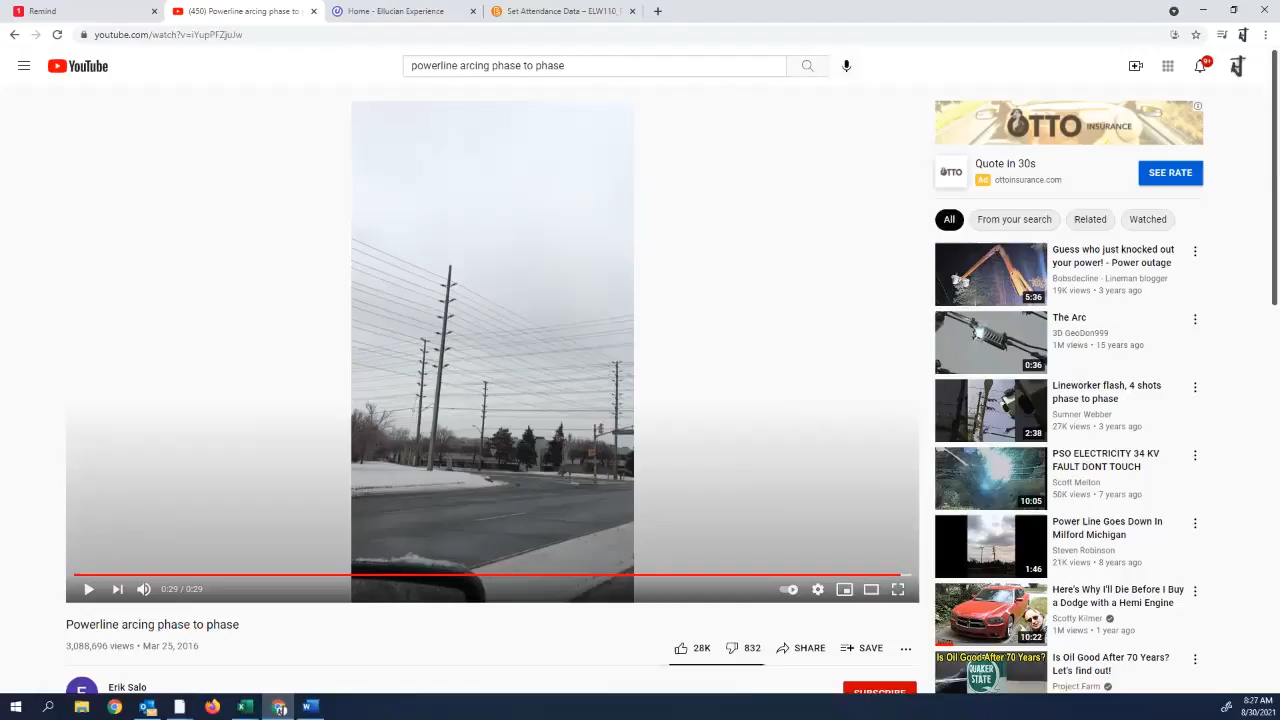 Remind
(450) Powerline arcing phase to
Home - Ellucian Experience
Set Attendance Data – ELW110_
youtube.com/watch?v=iYupPFZjuJw
YouTube
powerline arcing phase to phase
9+
ÖTTO INSURANCE
ÖTTO
Quote in 30s
Ad ottoinsurance.com
SEE RATE
All
From your search
Related
Watched
Guess who just knocked out
your power! - Power outage
Bobsdecline - Lineman blogger
19K views • 3 years ago
5:36
The Arc
3D GeoDon999
1M views • 15 years ago
0:36
Lineworker flash, 4 shots
phase to phase
Sumner Webber
27K views • 3 years ago
2:38
PSO ELECTRICITY 34 KV
FAULT DONT TOUCH
Scott Melton
50K views • 7 years ago
10:05
Power Line Goes Down In
Milford Michigan
Steven Robinson
21K views • 8 years ago
1:46
Here's Why I'll Die Before I Buy
a Dodge with a Hemi Engine
Scotty Kilmer
1M views • 1 year ago
10:22
Is Oil Good After 70 Years?
QUAKER
STATE
Is Oil Good After 70 Years?
Let's find out!
Project Farm
0:29 / 0:29
Powerline arcing phase to phase
3,088,696 views • Mar 25, 2016
28K
832
SHARE
SAVE
Erik Salo
SUBSCRIBE
8:27 AM
8/30/2021